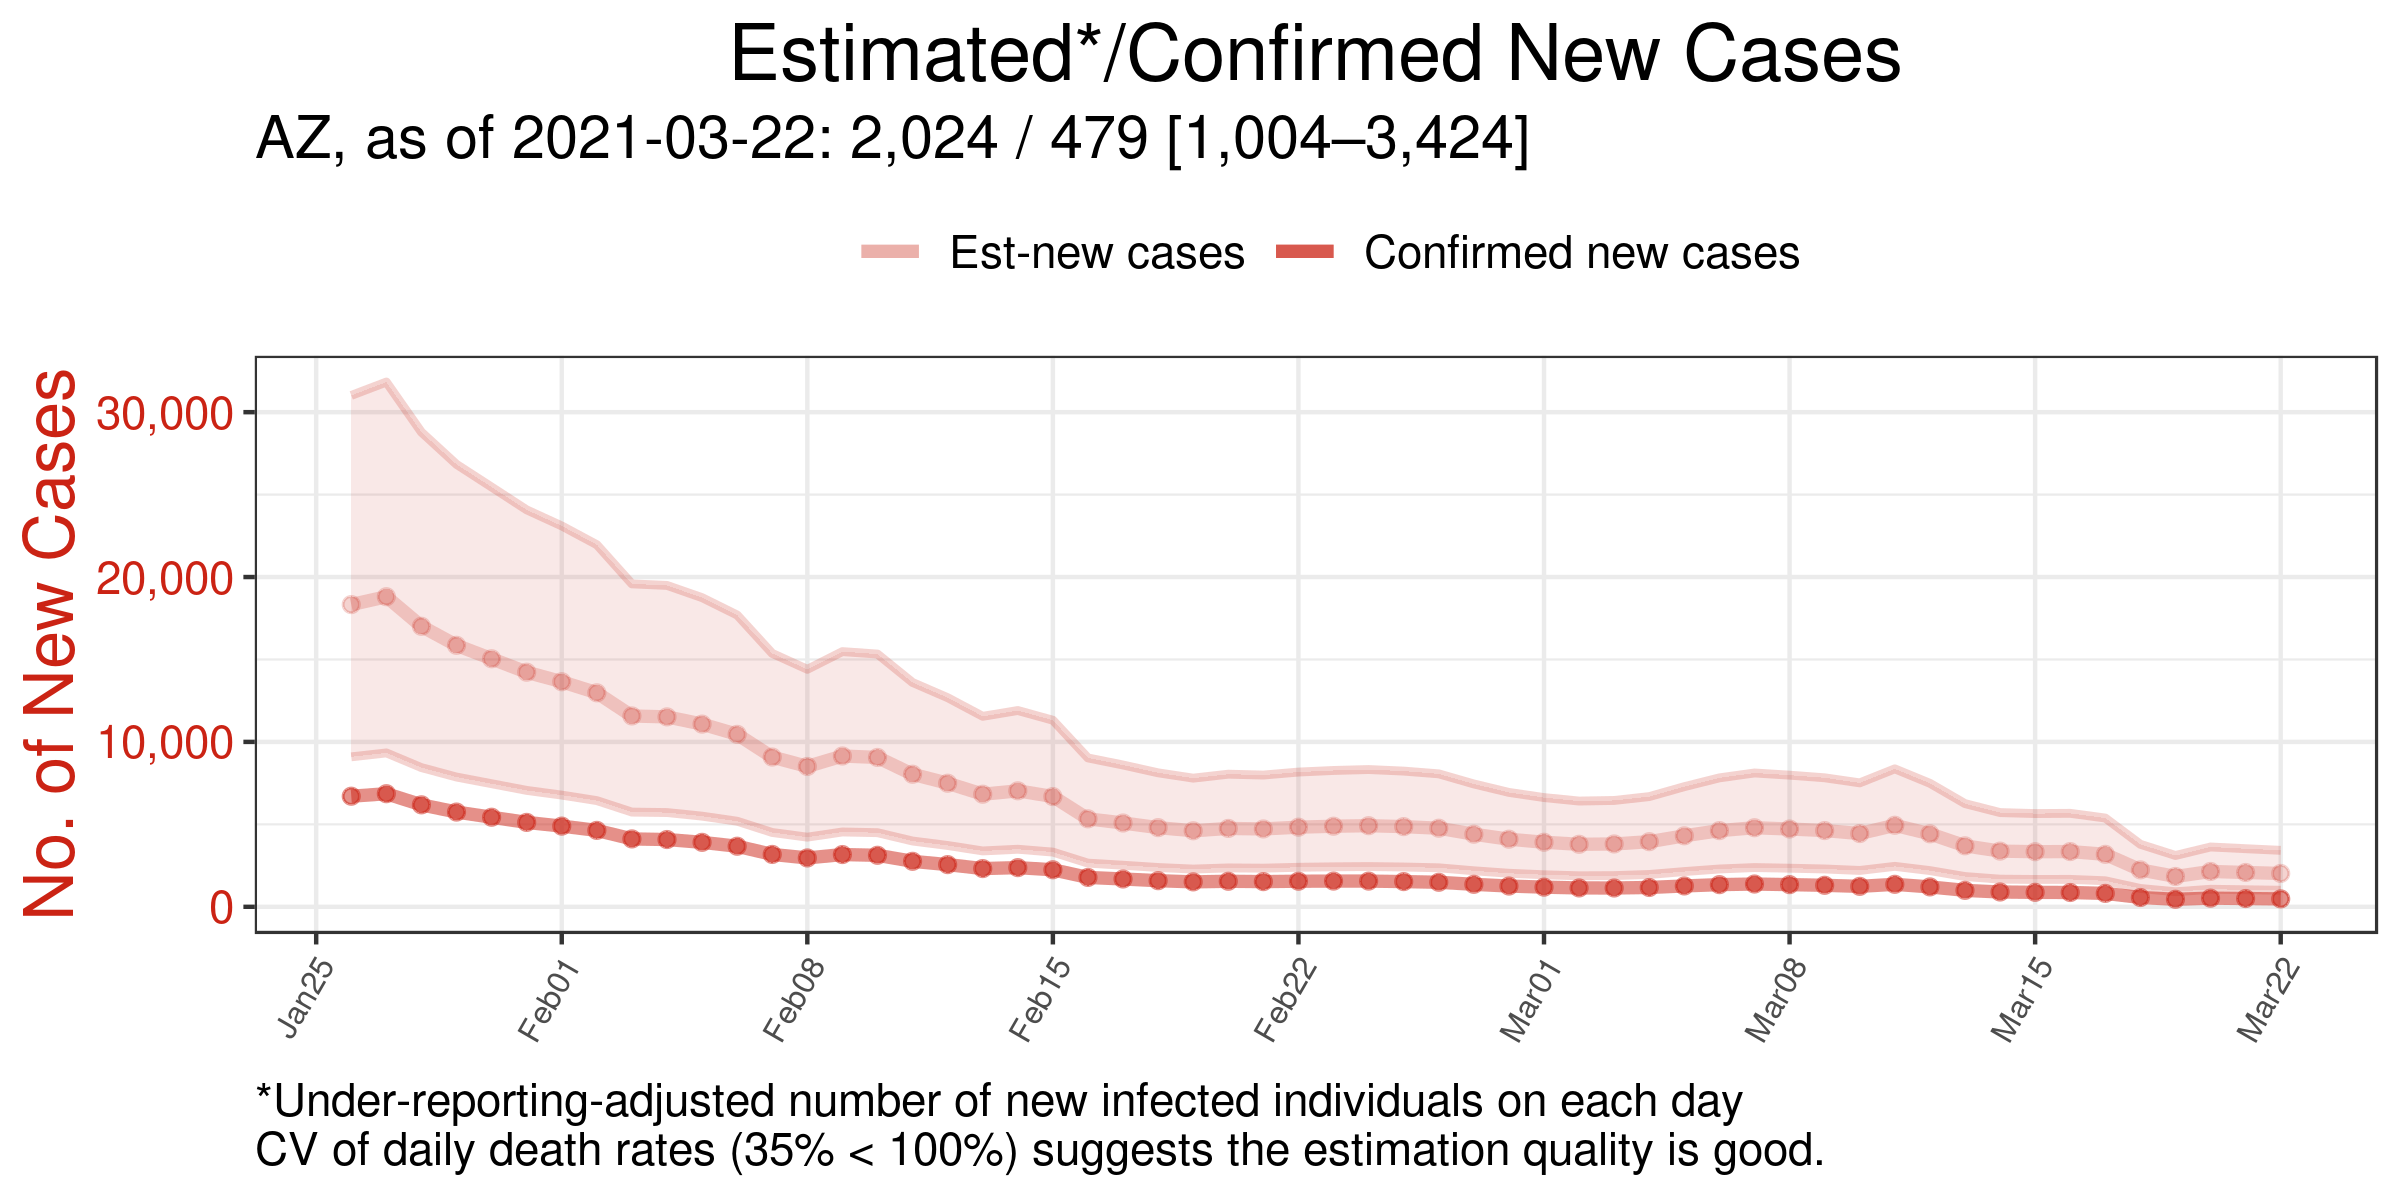 Estimated*/Confirmed New Cases
AZ, as of 2021-03-22: 2,024 / 479 [1,004–3,424]
Est-new cases
Confirmed new cases
No. of New Cases
30,000
20,000
10,000
0
Jan25
Feb01
Feb08
Feb15
Feb22
Mar01
Mar08
Mar15
Mar22
*Under-reporting-adjusted number of new infected individuals on each day
CV of daily death rates (35% < 100%) suggests the estimation quality is good.